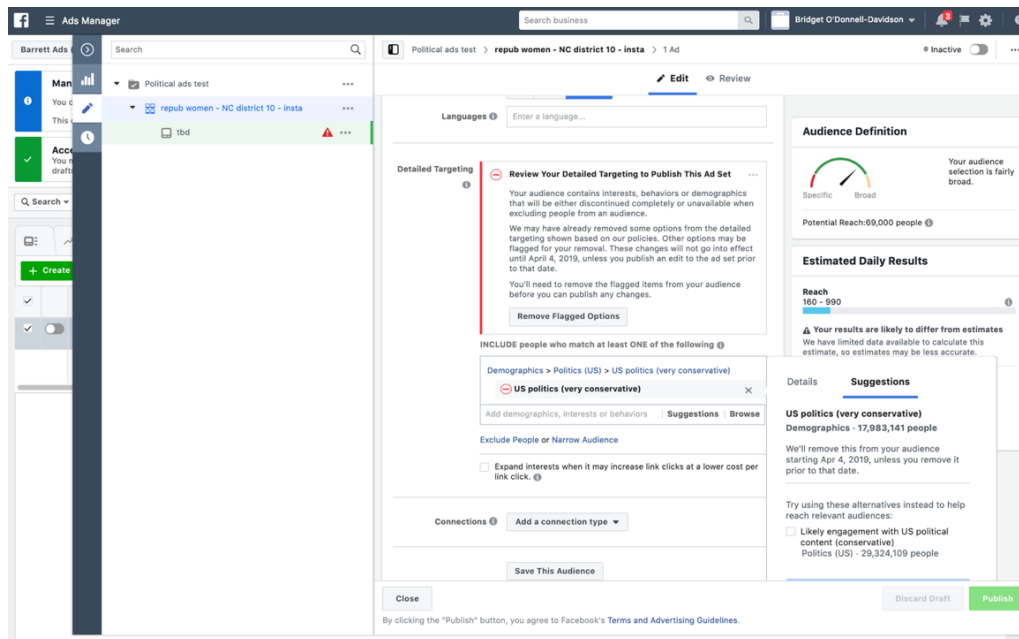 Ads Manager
Search business
Bridget O'Donnell-Davidson
3
Barrett Ads
Search
Political ads test > repub women - NC district 10 - insta > 1 Ad
Inactive
Man
You
This
Acce
You
draft
Search
+ Create
Political ads test
repub women - NC district 10 - insta
tbd
Edit
Review
Languages
Enter a language...
Detailed Targeting
Review Your Detailed Targeting to Publish This Ad Set
Your audience contains interests, behaviors or demographics
that will be either discontinued completely or unavailable when
excluding people from an audience.
We may have already removed some options from the detailed
targeting shown based on our policies. Other options may be
flagged for your removal. These changes will not go into effect
until April 4, 2019, unless you publish an edit to the ad set prior
to that date.
You'll need to remove the flagged items from your audience
before you can publish any changes.
Remove Flagged Options
INCLUDE people who match at least ONE of the following
Demographics > Politics (US) > US politics (very conservative)
US politics (very conservative)
Add demographics, interests or behaviors | Suggestions | Browse
Exclude People or Narrow Audience
Expand interests when it may increase link clicks at a lower cost per
link click.
Connections
Add a connection type
Save This Audience
Close
Discard Draft
Publish
By clicking the "Publish" button, you agree to Facebook's Terms and Advertising Guidelines.
Audience Definition
Specific
Broad
Your audience
selection is fairly
broad.
Potential Reach:69,000 people
Estimated Daily Results
Reach
160 - 990
Your results are likely to differ from estimates
We have limited data available to calculate this
estimate, so estimates may be less accurate.
Details
Suggestions
US politics (very conservative)
Demographics · 17,983,141 people
We'll remove this from your audience
starting Apr 4, 2019, unless you remove it
prior to that date.
Try using these alternatives instead to help
reach relevant audiences:
Likely engagement with US political
content (conservative)
Politics (US) · 29,324,109 people